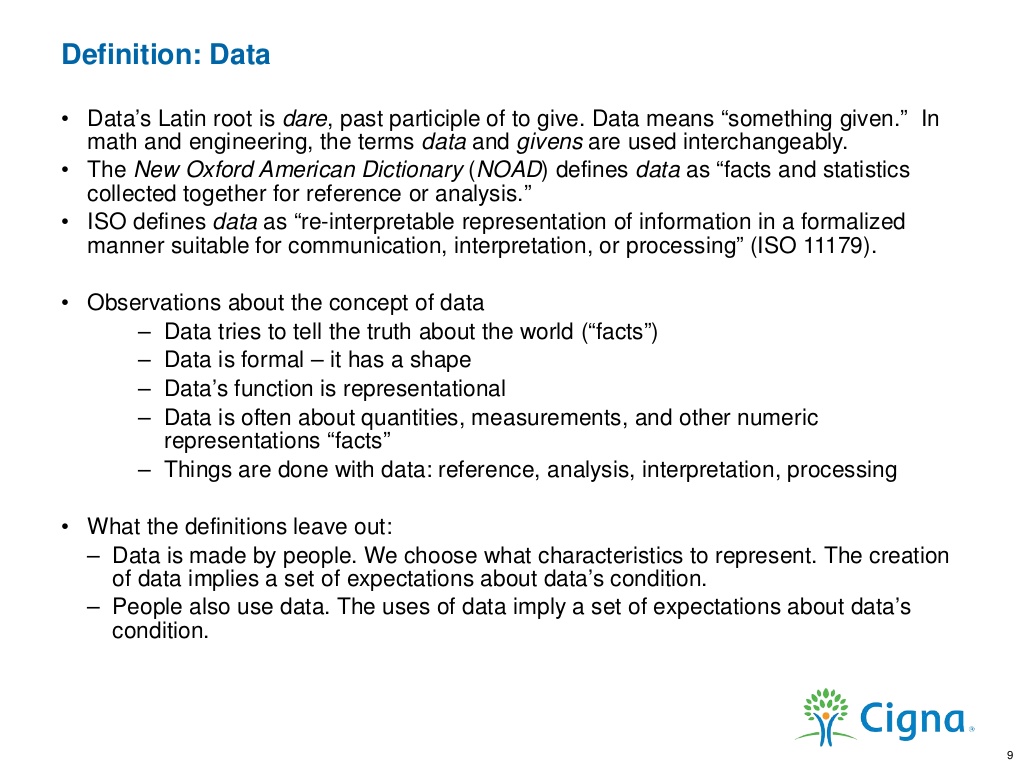 Definition: Data
• Data’s Latin root is dare, past participle of to give. Data means “something given.”  In
math and engineering, the terms data and givens are used interchangeably.
• The New Oxford American Dictionary (NOAD) defines data as “facts and statistics
collected together for reference or analysis.”
• ISO defines data as “re-interpretable representation of information in a formalized
manner suitable for communication, interpretation, or processing” (ISO 11179).
• Observations about the concept of data
– Data tries to tell the truth about the world (“facts”)
– Data is formal – it has a shape
– Data’s function is representational
– Data is often about quantities, measurements, and other numeric
representations “facts”
– Things are done with data: reference, analysis, interpretation, processing
• What the definitions leave out:
– Data is made by people. We choose what characteristics to represent. The creation
of data implies a set of expectations about data’s condition.
– People also use data. The uses of data imply a set of expectations about data’s
condition.
Cigna®
9